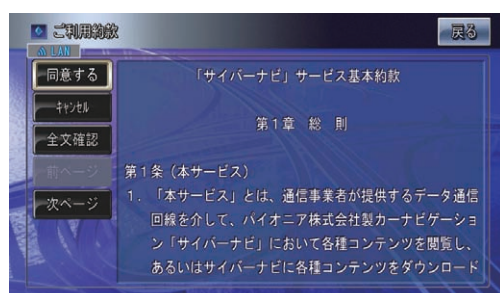 ご利用約款
戻る
LAN
同意する
キャンセル
全文確認
前ページ
次ページ
「サイバーナビ」サービス基本約款
第1章 総 則
第1条(本サービス)
1. 「本サービス」とは、通信事業者が提供するデータ通信
回線を介して、パイオニア株式会社製カーナビゲーショ
ン「サイバーナビ」において各種コンテンツを閲覧し、
あるいはサイバーナビに各種コンテンツをダウンロード